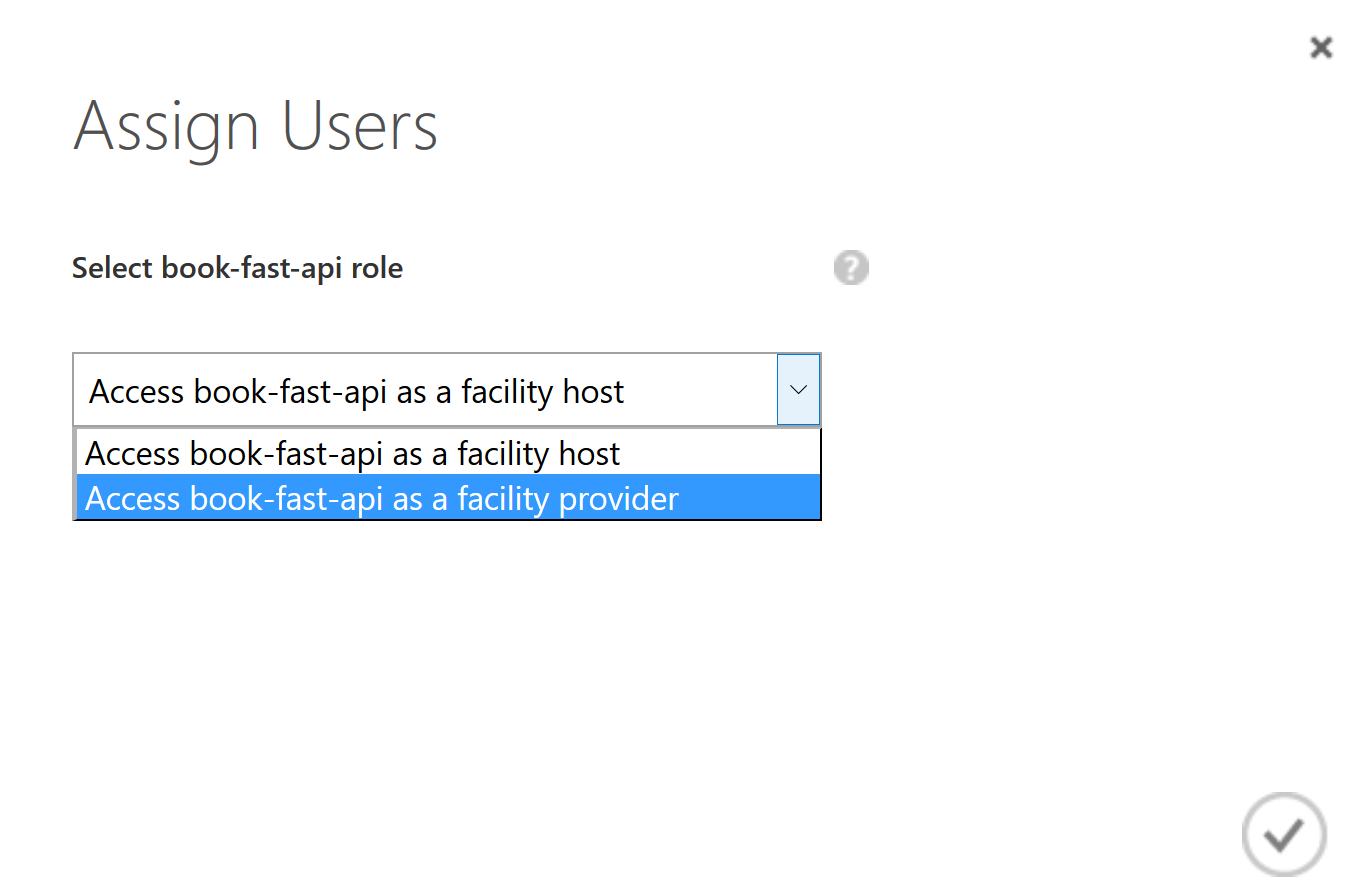 Assign Users
Select book-fast-api role
?
Access book-fast-api as a facility host
Access book-fast-api as a facility host
Access book-fast-api as a facility provider